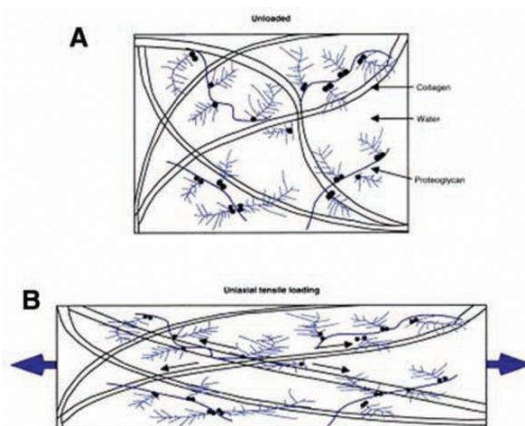 Unloaded
A
Collagen
Water
Proteoglycan
Uniaxial tensile loading
B